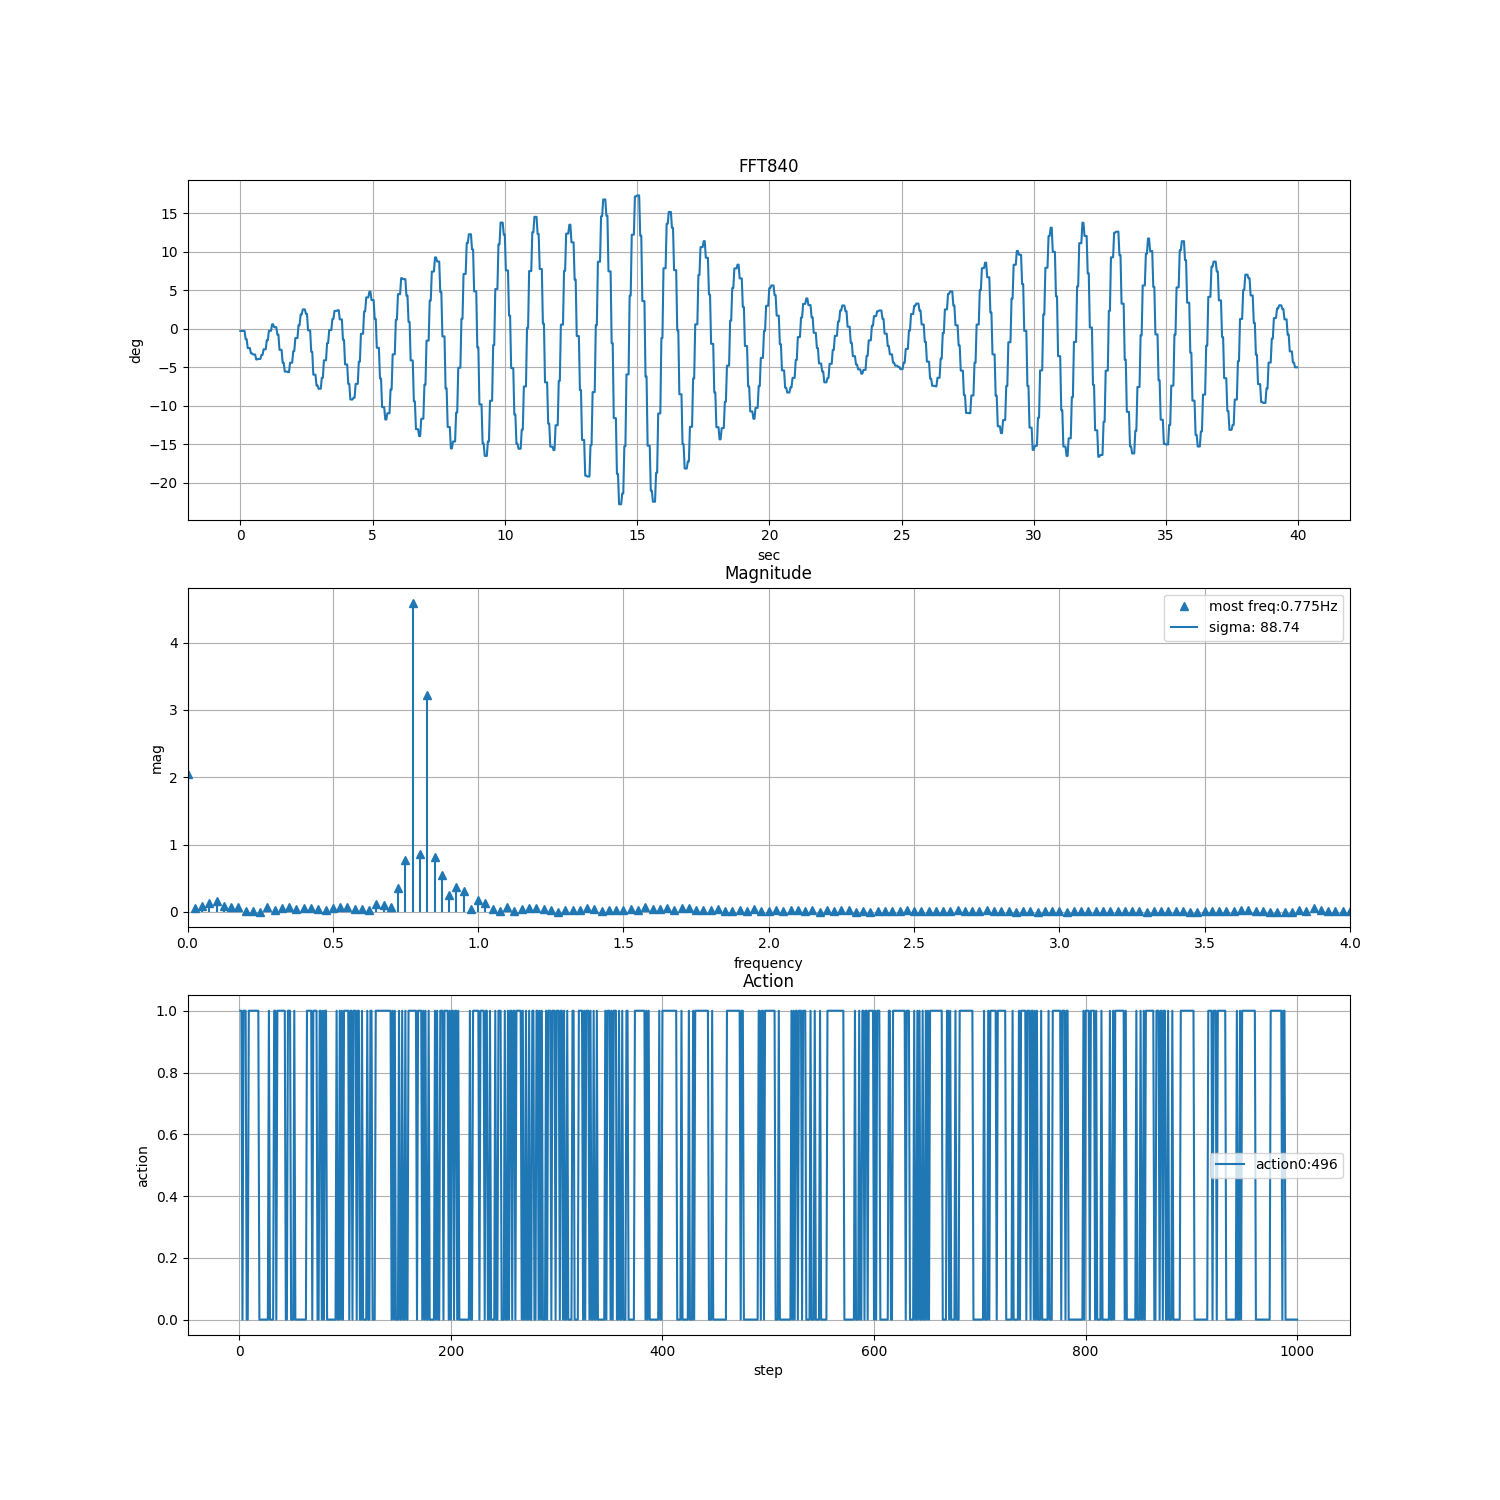 FFT840
15
10
5
0
−5
−10
−15
−20
deg
0 5 10 15 20 25 30 35 40
sec
Magnitude
most freq:0.775Hz
sigma: 88.74
4
3
2
1
0
mag
0.0 0.5 1.0 1.5 2.0 2.5 3.0 3.5 4.0
frequency
Action
1.0
0.8
0.6
0.4
0.2
0.0
action
action0:496
0 200 400 600 800 1000
step